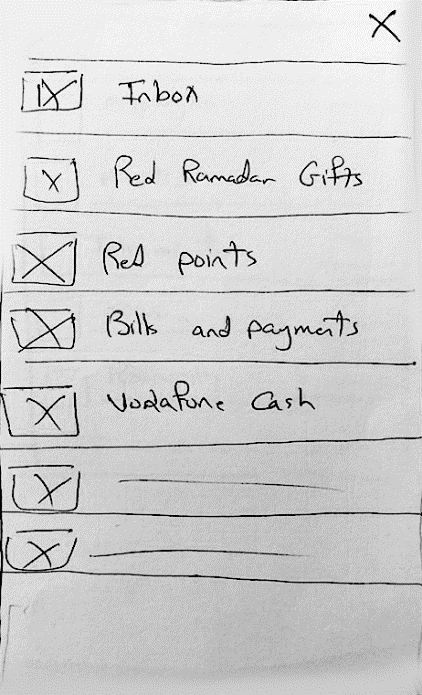 X
Inbox
Red Ramadan Gifts
Red points
Bills and payments
Vodafone Cash